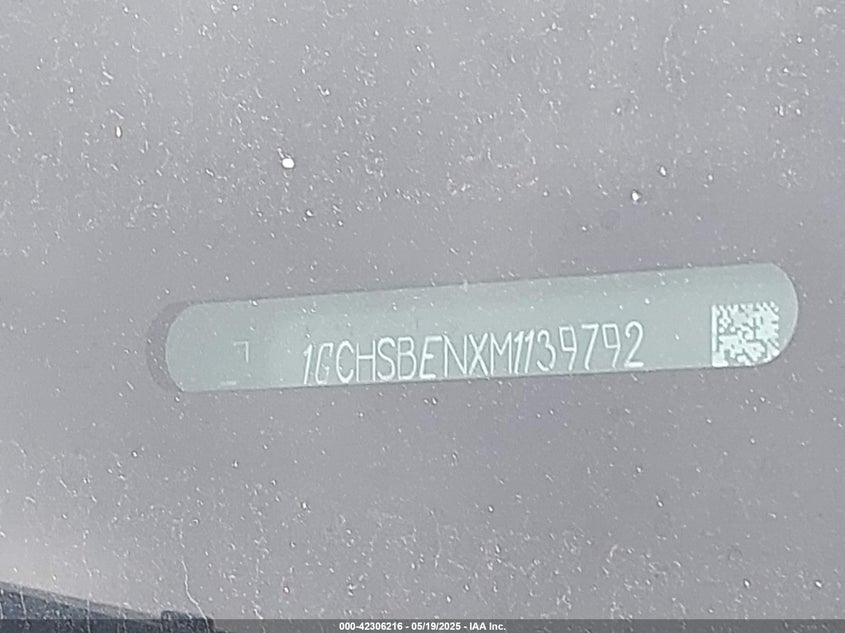 1GCHSBENXM1139792
000-42306216 - 05/19/2025 - IAA Inc.